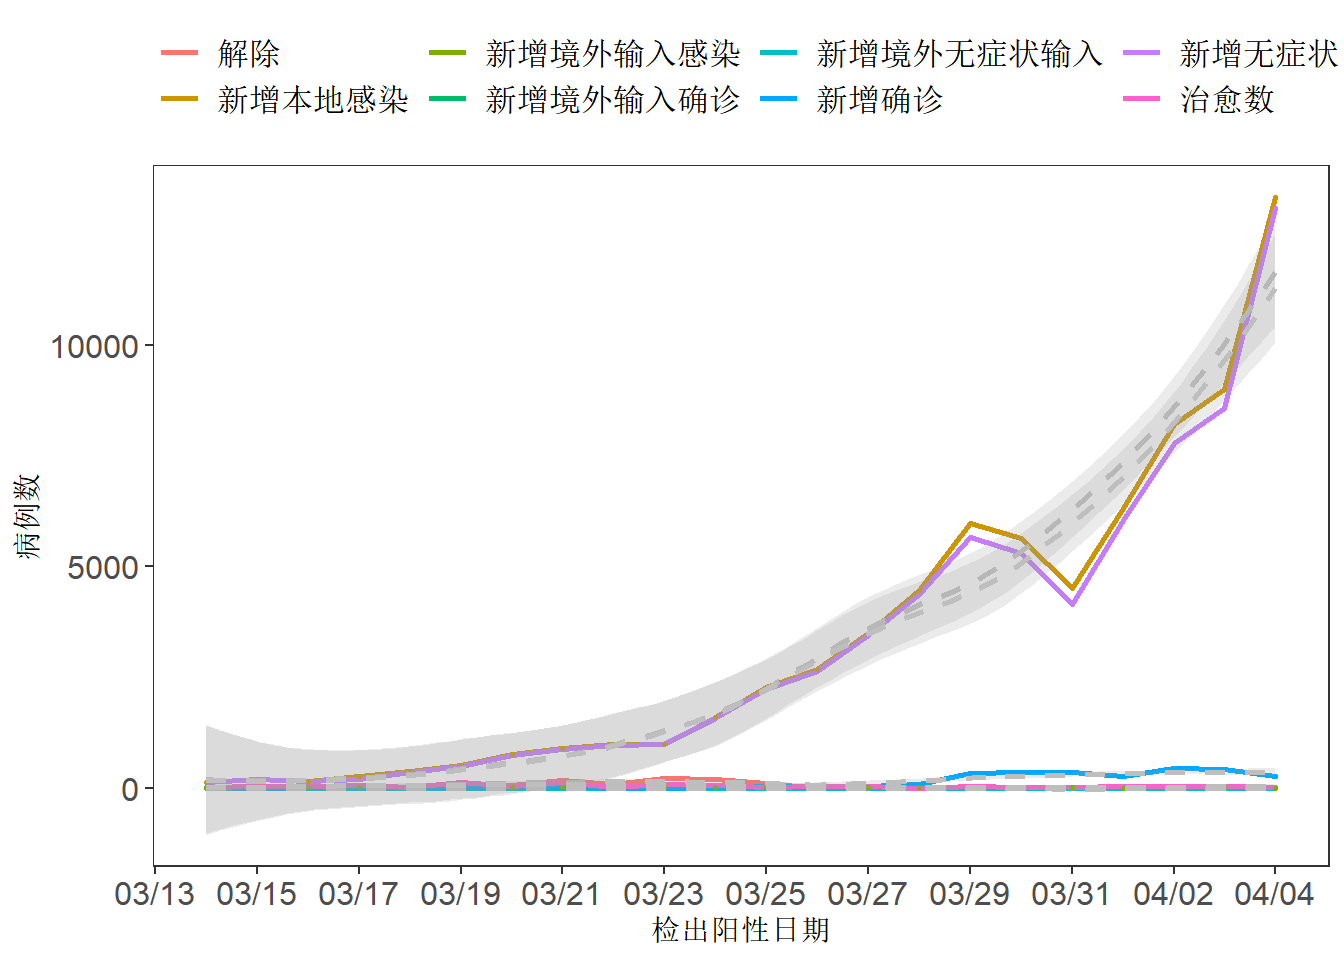 解除 新增境外输入感染 新增境外无症状输入 新增无症状
新增本地感染 新增境外输入确诊 新增确诊 治愈数
10000
5000
0
病例数
03/13 03/15 03/17 03/19 03/21 03/23 03/25 03/27 03/29 03/31 04/02 04/04
检出阳性日期